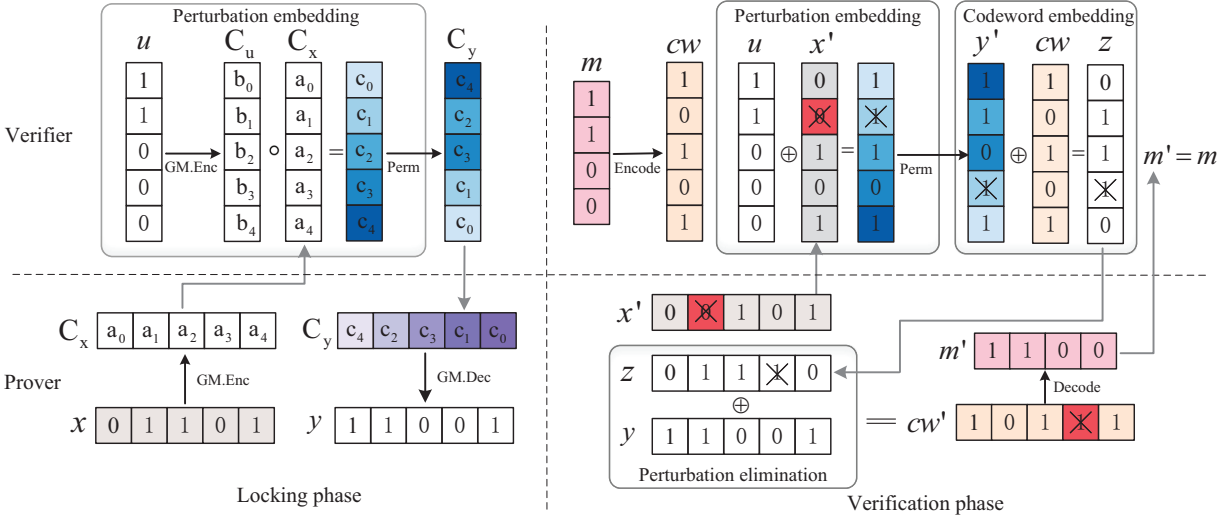 Perturbation embedding
u C_u C_x C_y
1 b_0 a_0 c_0 c_4
1 b_1 a_1 c_1 c_2
0 b_2 ∘ a_2 = c_2 c_3
0 b_3 a_3 c_3 c_1
0 b_4 a_4 c_4 c_0
GM.Enc
Perm
Verifier
Perturbation embedding
Codeword embedding
m cw u x' y' cw z
1
1
0
0
1
0
1
0
1
1
1
0
0
0
0
0
1
0
1
1
1
1
0
1
1
1
0
1
1
1
0
1
0
1
0
1
1
1
0
Encode
⊕ =
Perm
⊕ =
m' = m
C_x a_0 a_1 a_2 a_3 a_4
C_y c_4 c_2 c_3 c_1 c_0
Prover
GM.Enc
GM.Dec
x 0 1 1 0 1
y 1 1 0 0 1
Locking phase
x' 0 0 1 0 1
z 0 1 1 1 0
⊕
y 1 1 0 0 1
Perturbation elimination
m' 1 1 0 0
Decode
= cw' 1 0 1 1 1
Verification phase